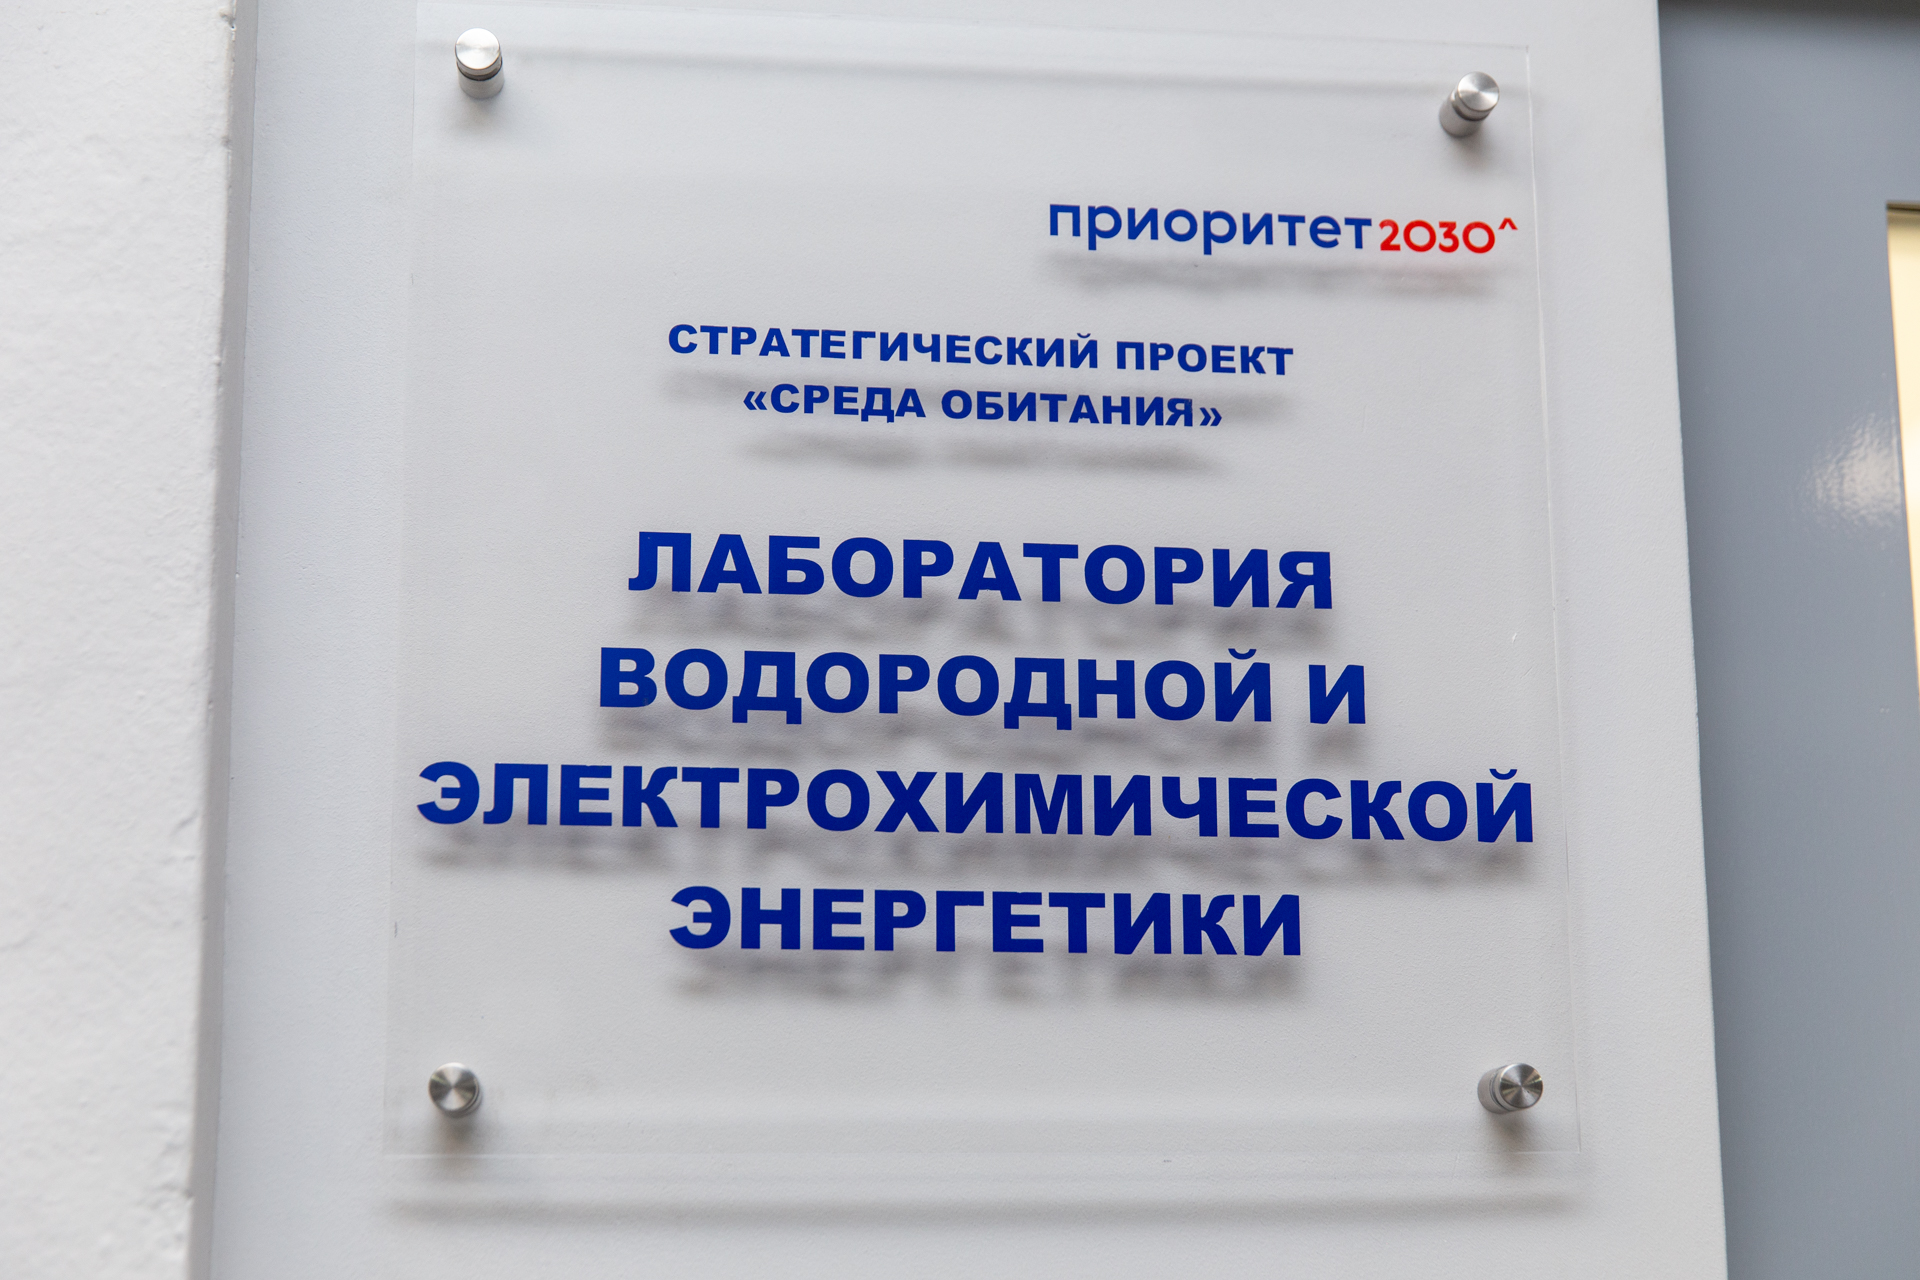 приоритет2030^
СТРАТЕГИЧЕСКИЙ ПРОЕКТ
«СРЕДА ОБИТАНИЯ»
ЛАБОРАТОРИЯ
ВОДОРОДНОЙ И
ЭЛЕКТРОХИМИЧЕСКОЙ
ЭНЕРГЕТИКИ